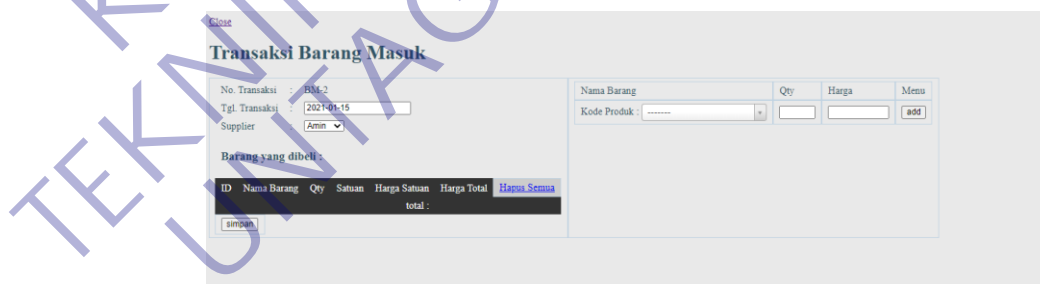 Close
Transaksi Barang Masuk
No. Transaksi : BM-2
Tgl. Transaksi : 2021-01-15
Supplier : Amin
Barang yang dibeli :
ID Nama Barang Qty Satuan Harga Satuan Harga Total Hapus Semua
total :
simpan
Nama Barang Qty Harga Menu
Kode Produk : ------- add
TEKNIK
UNTAG